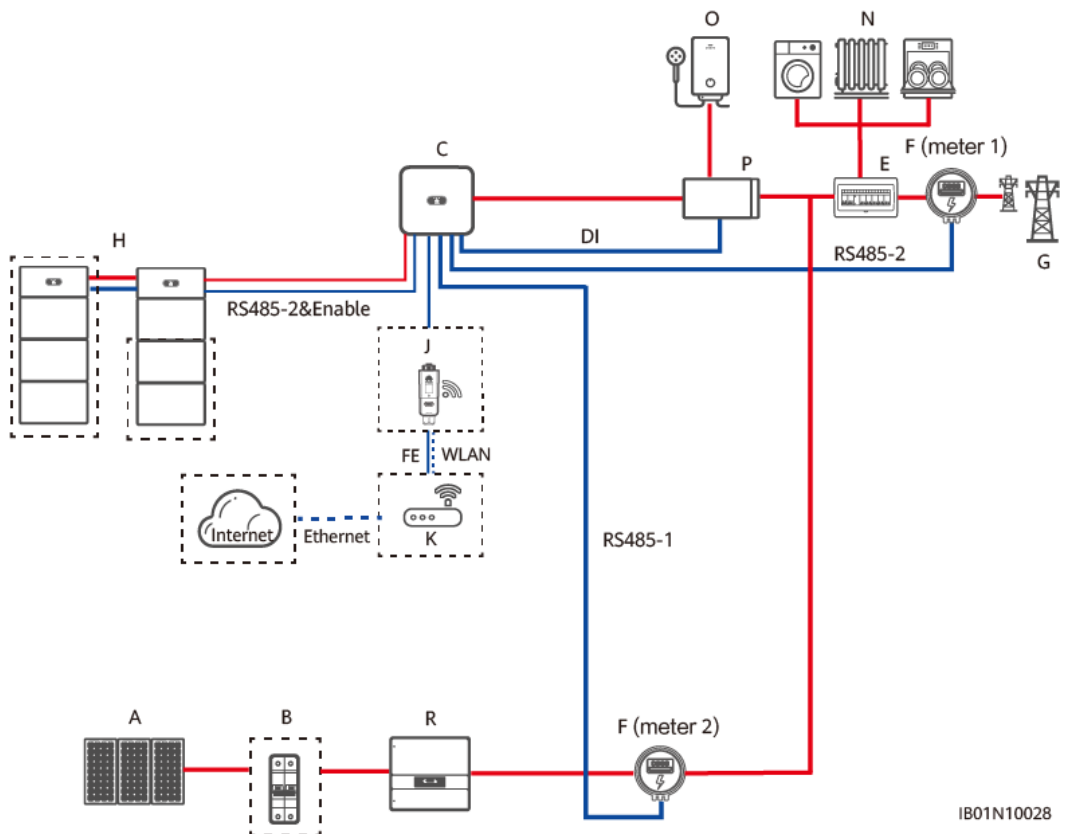 O
N
C
P
E
F (meter 1)
H
DI
RS485-2
G
RS485-2&Enable
J
FE
WLAN
Internet
Ethernet
K
RS485-1
A
B
R
F (meter 2)
IB01N10028